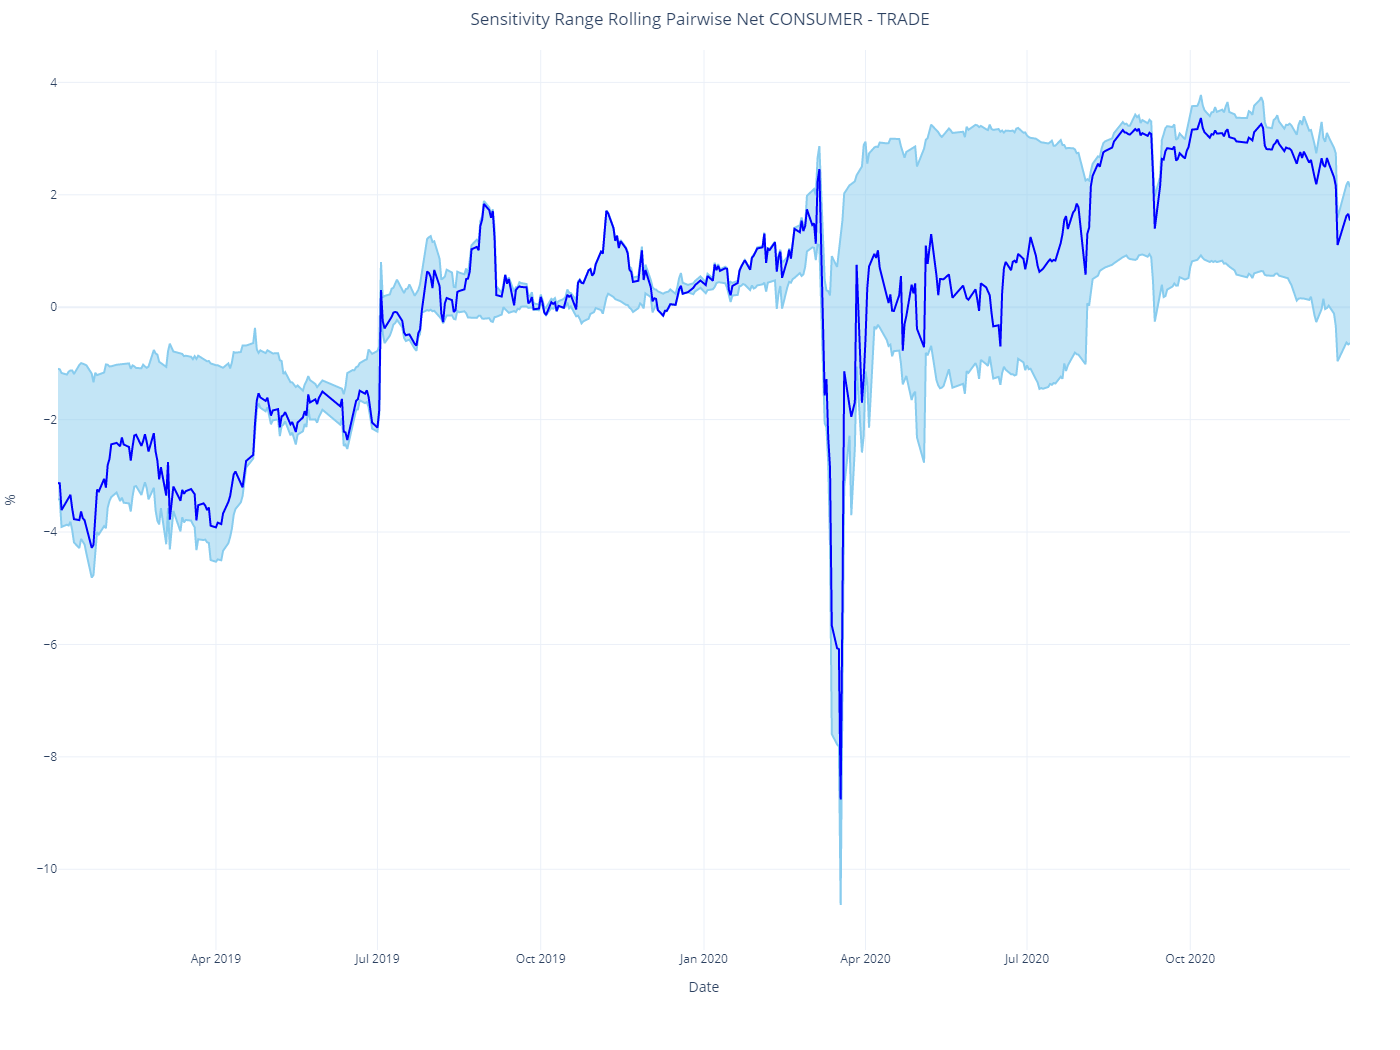 Sensitivity Range Rolling Pairwise Net CONSUMER - TRADE
4
2
0
−2
−4
−6
−8
−10
%
Apr 2019
Jul 2019
Oct 2019
Jan 2020
Apr 2020
Jul 2020
Oct 2020
Date